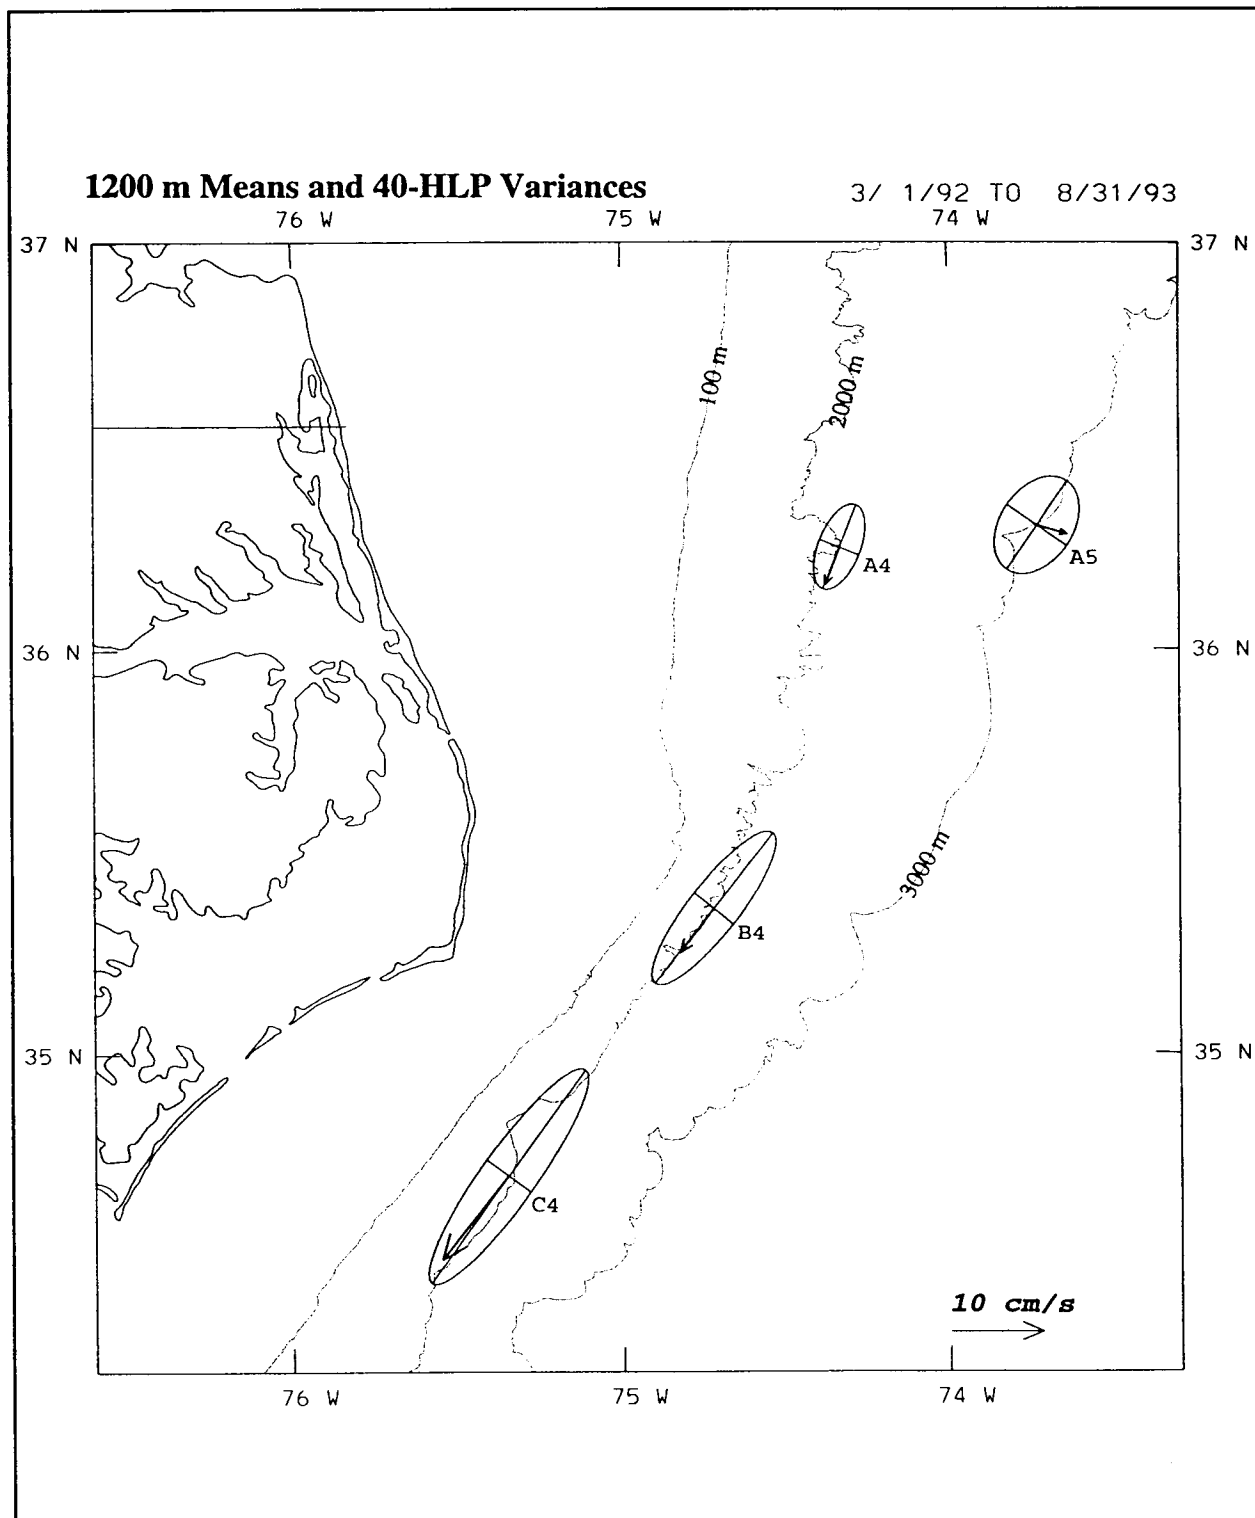 1200 m Means and 40-HLP Variances
3/ 1/92 TO 8/31/93
76 W 75 W 74 W
37 N 37 N
100 m
2000 m
A4
A5
36 N 36 N
3000 m
B4
35 N 35 N
C4
10 cm/s
76 W 75 W 74 W